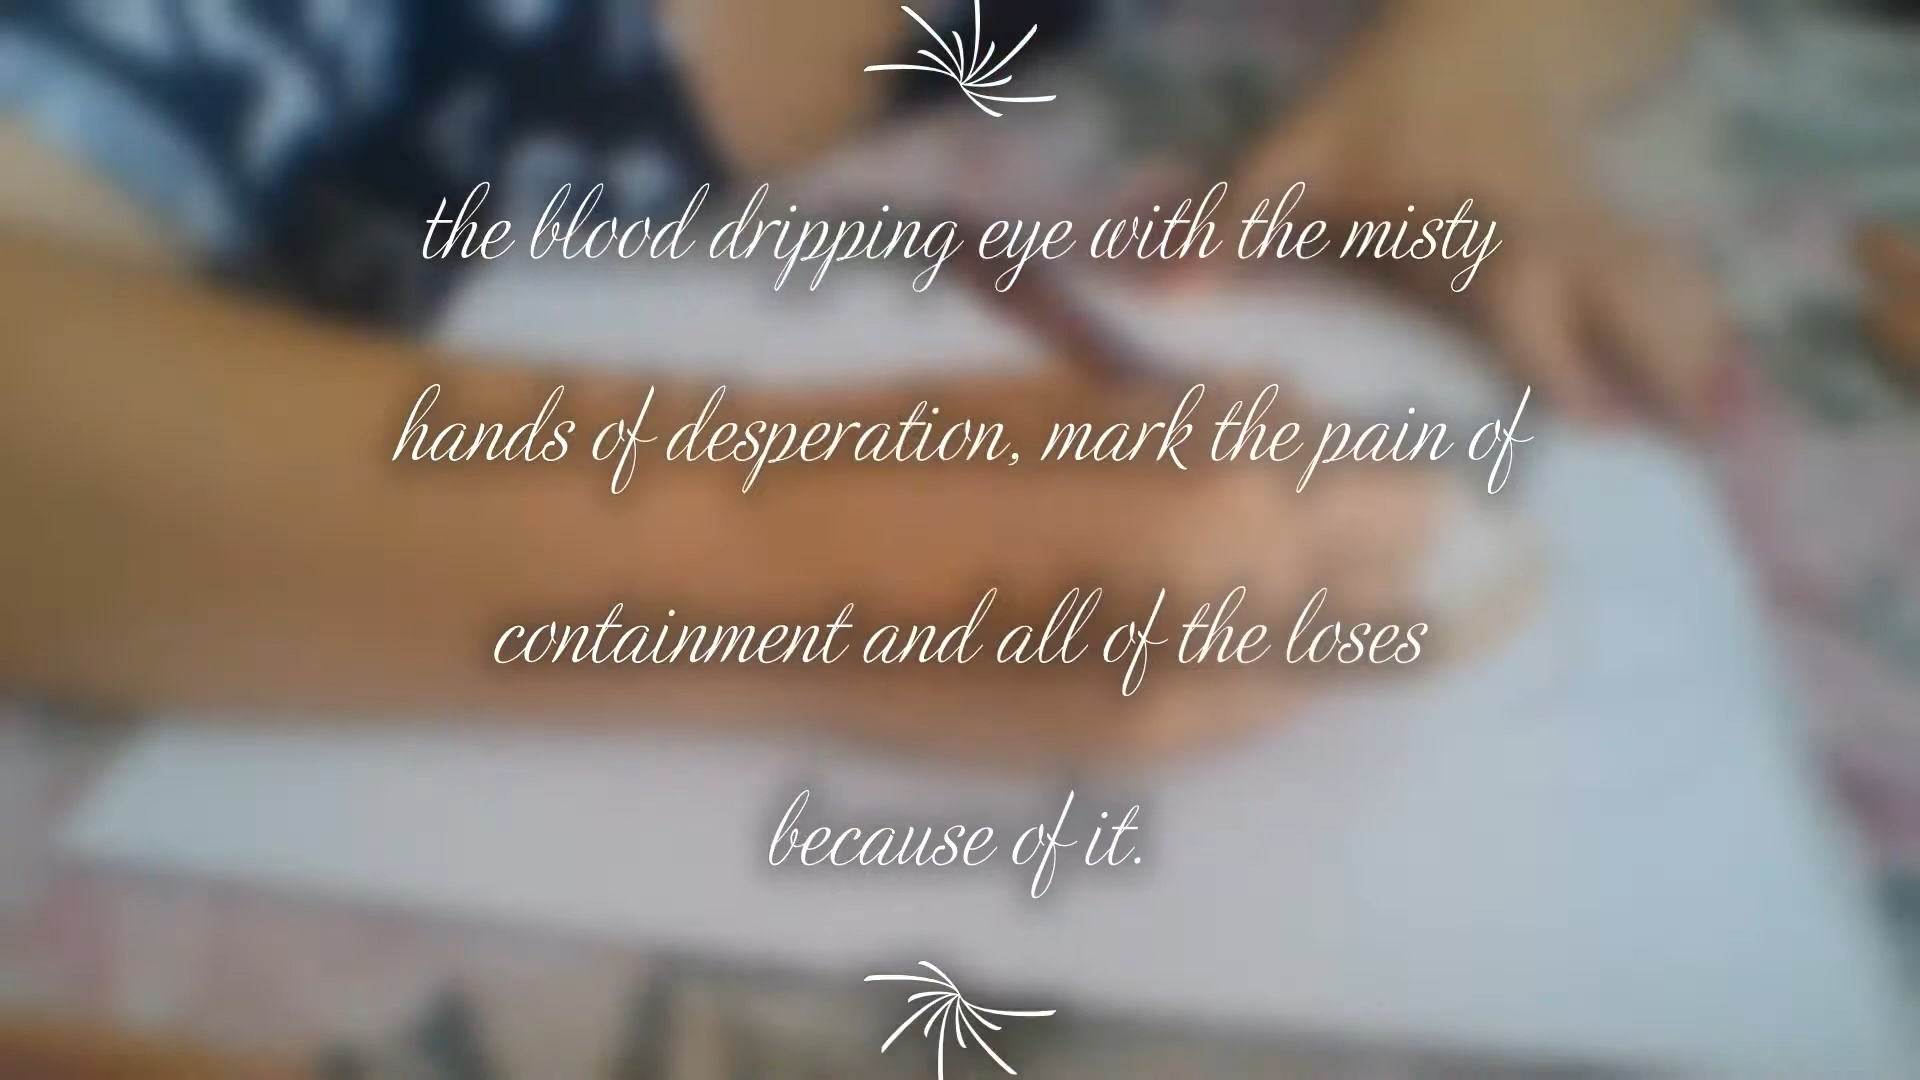 the blood dripping eye with the misty
hands of desperation, mark the pain of
containment and all of the loses
because of it.